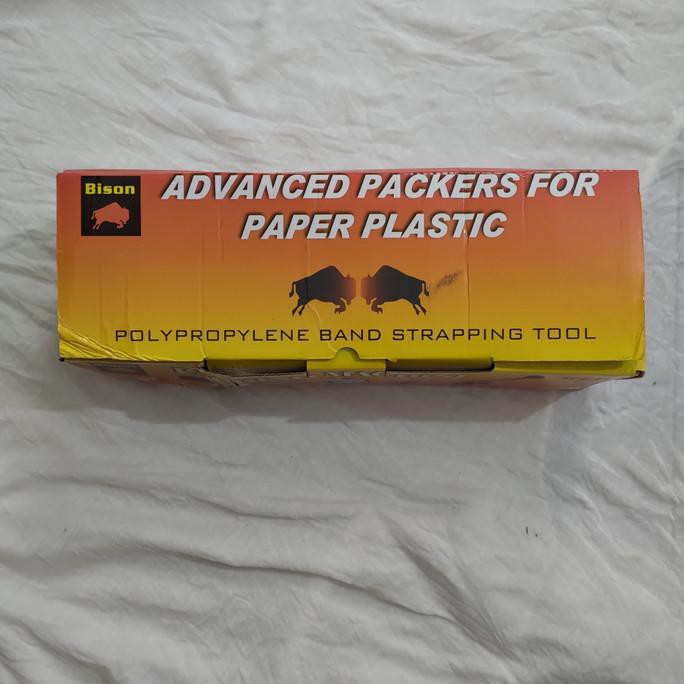 Bison
ADVANCED PACKERS FOR
PAPER PLASTIC
POLYPROPYLENE BAND STRAPPING TOOL